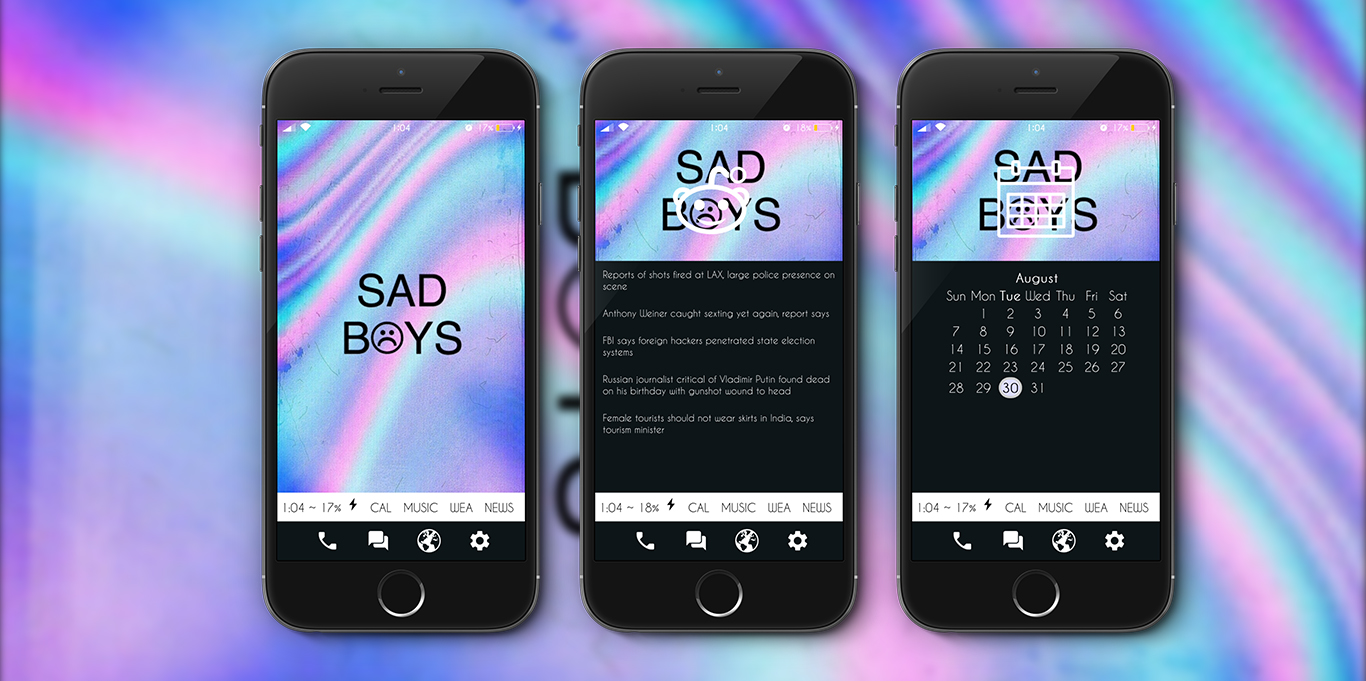 1:04 17%
SAD
BOYS
1:04 ~ 17% CAL MUSIC WEA NEWS
1:04 18%
SAD
BOYS
Reports of shots fired at LAX, large police presence on
scene
Anthony Weiner caught sexting yet again, report says
FBI says foreign hackers penetrated state election
systems
Russian journalist critical of Vladimir Putin found dead
on his birthday with gunshot wound to head
Female tourists should not wear skirts in India, says
tourism minister
1:04 ~ 18% CAL MUSIC WEA NEWS
1:04 17%
SAD
BOYS
August
Sun Mon Tue Wed Thu Fri Sat
1 2 3 4 5 6
7 8 9 10 11 12 13
14 15 16 17 18 19 20
21 22 23 24 25 26 27
28 29 30 31
1:04 ~ 17% CAL MUSIC WEA NEWS